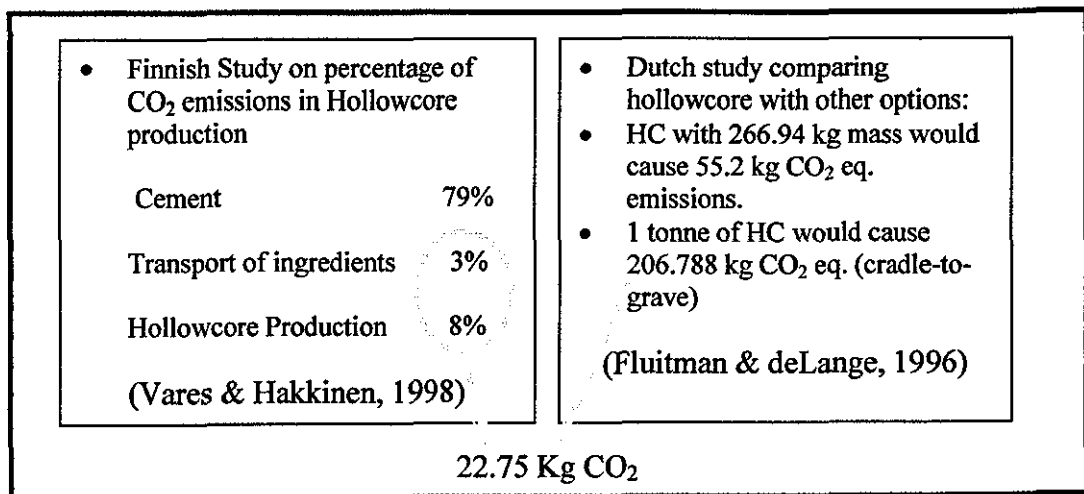 • Finnish Study on percentage of
CO₂ emissions in Hollowcore
production
Cement 79%
Transport of ingredients 3%
Hollowcore Production 8%
(Vares & Hakkinen, 1998)
• Dutch study comparing
hollowcore with other options:
• HC with 266.94 kg mass would
cause 55.2 kg CO₂ eq.
emissions.
• 1 tonne of HC would cause
206.788 kg CO₂ eq. (cradle-to-
grave)
(Fluitman & deLange, 1996)
22.75 Kg CO₂